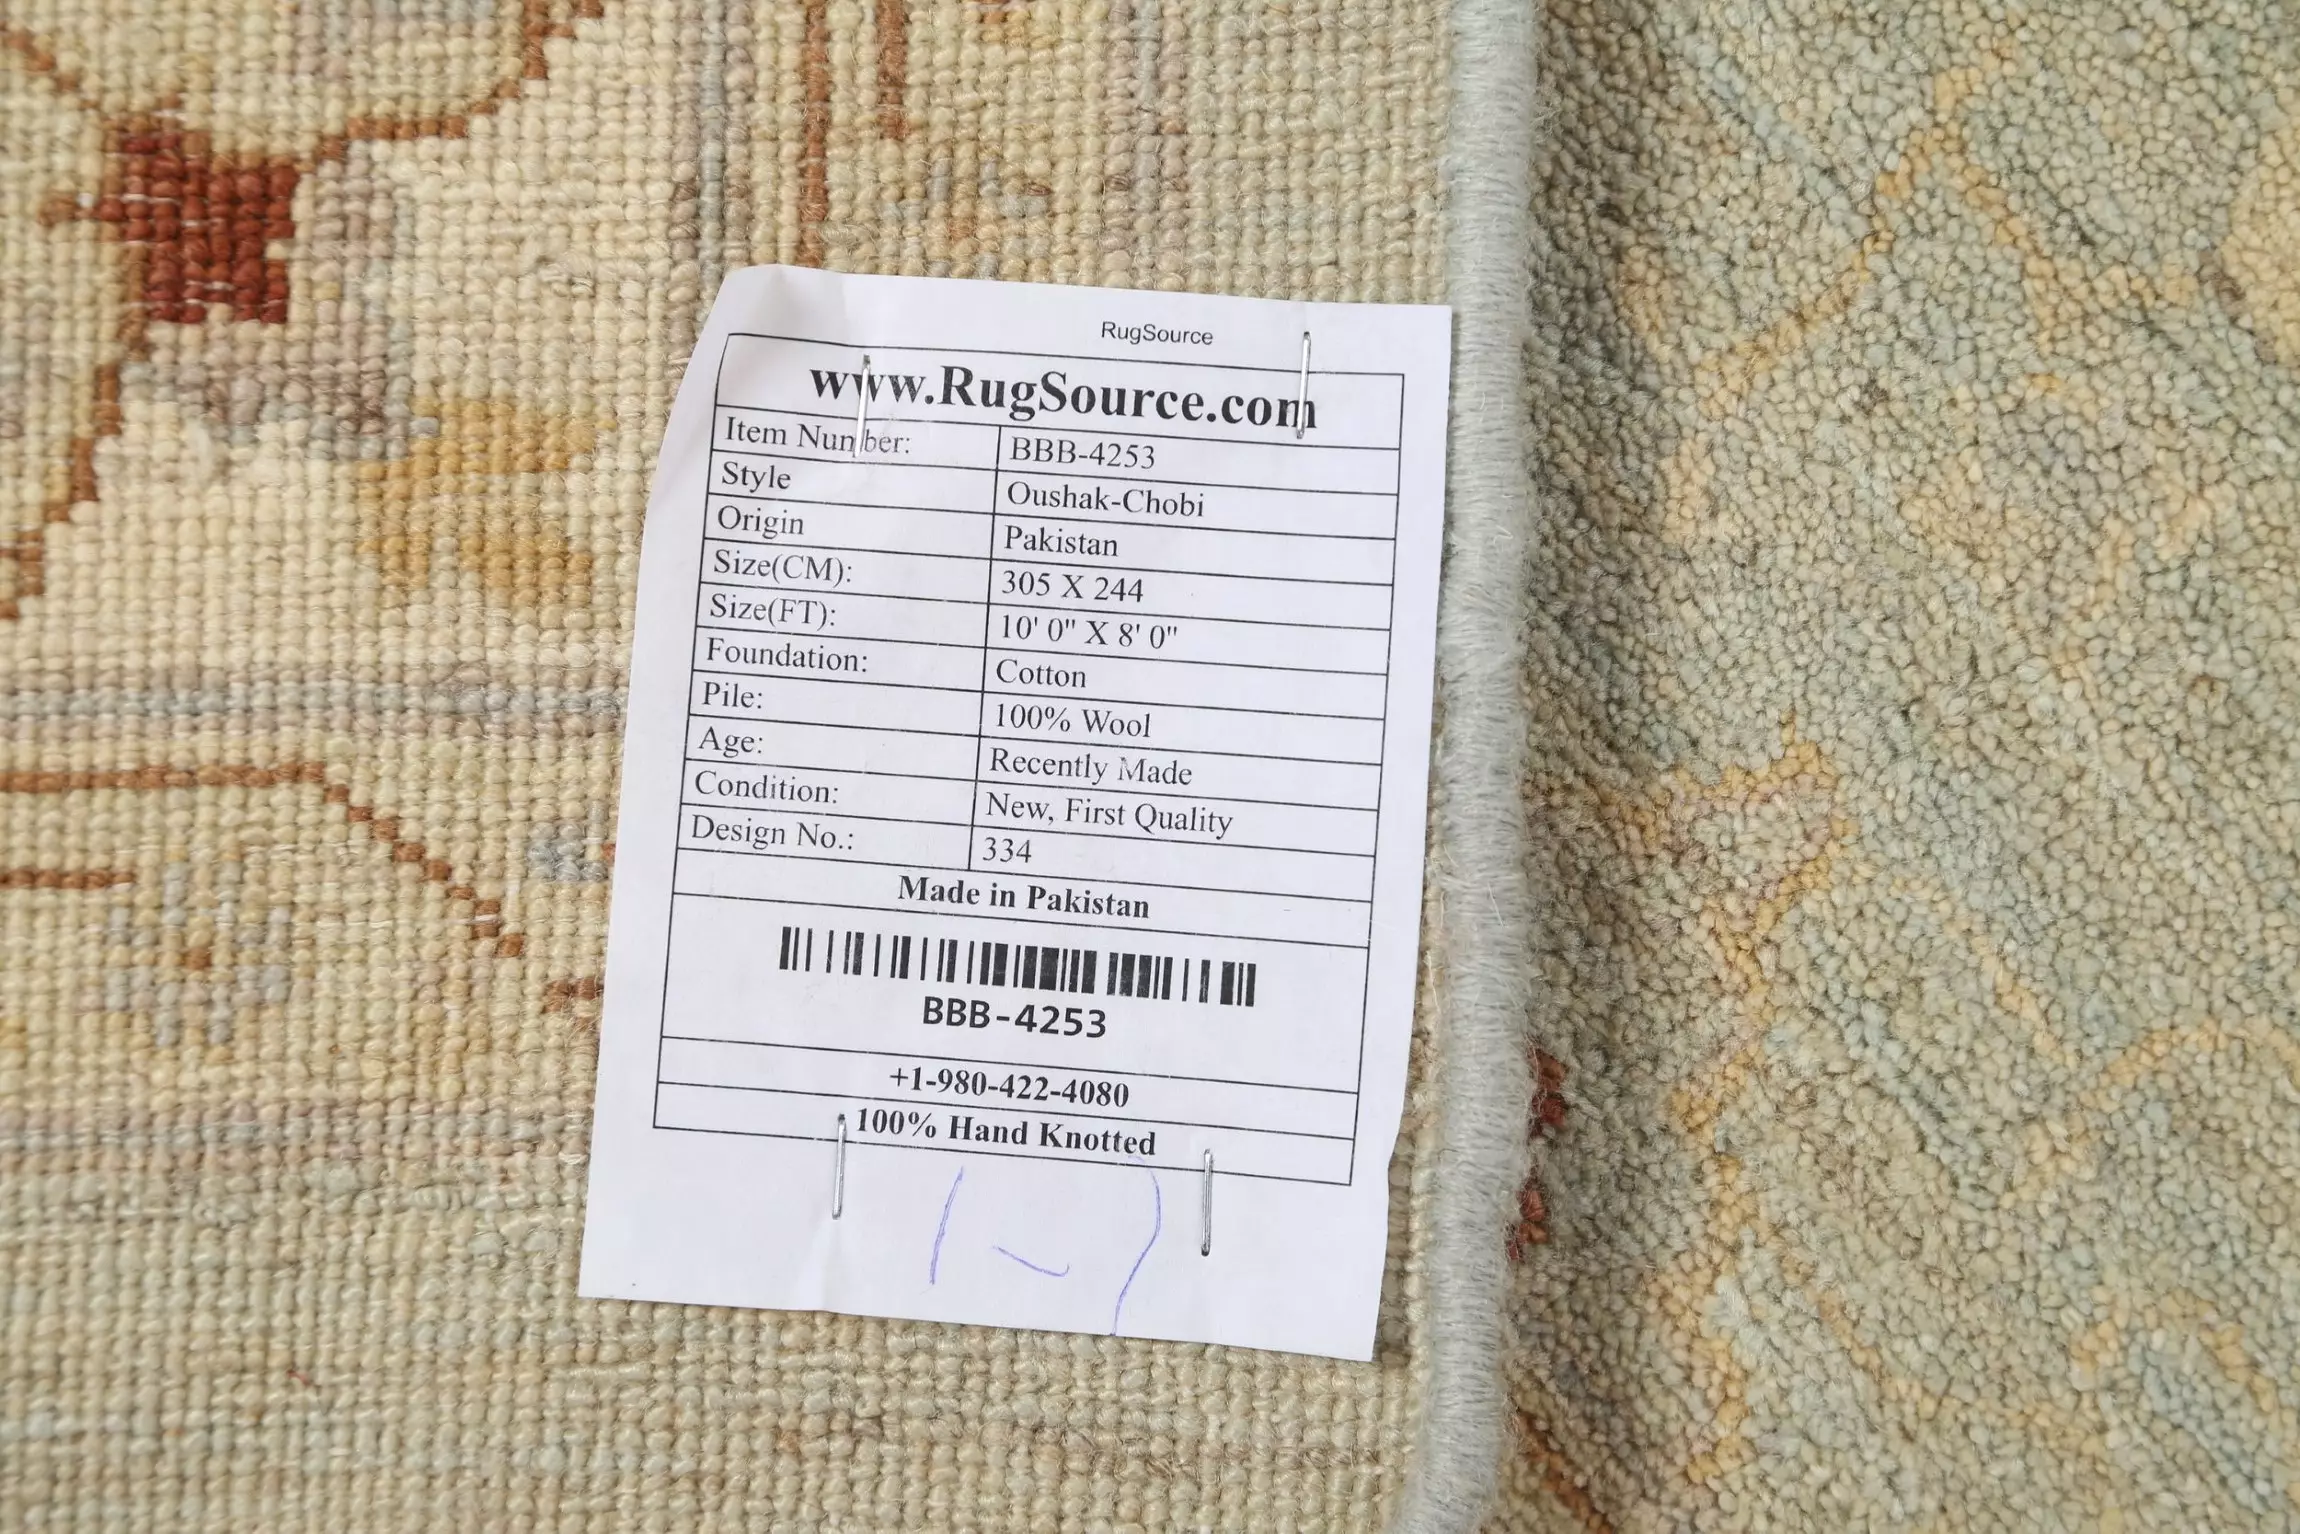 RugSource
www.RugSource.com
Item Number: BBB-4253
Style Oushak-Chobi
Origin Pakistan
Size(CM): 305 X 244
Size(FT): 10' 0" X 8' 0"
Foundation: Cotton
Pile: 100% Wool
Age: Recently Made
Condition: New, First Quality
Design No.: 334
Made in Pakistan
BBB-4253
+1-980-422-4080
100% Hand Knotted